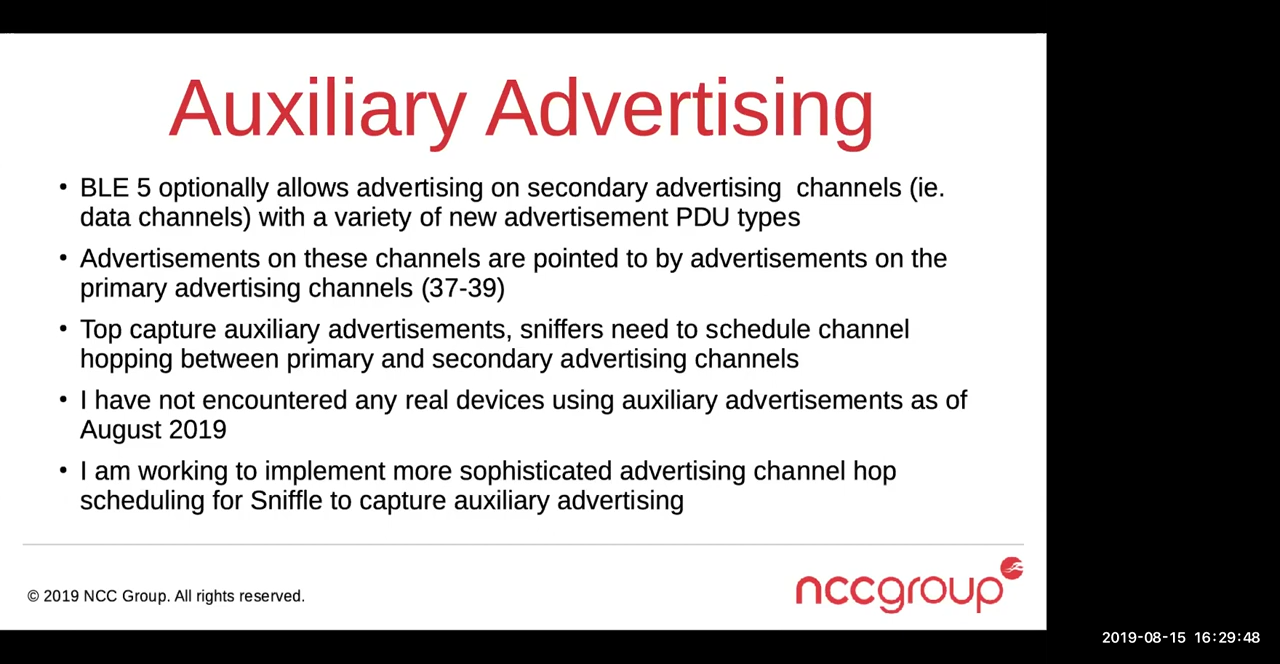 Auxiliary Advertising
• BLE 5 optionally allows advertising on secondary advertising  channels (ie.
data channels) with a variety of new advertisement PDU types
• Advertisements on these channels are pointed to by advertisements on the
primary advertising channels (37-39)
• Top capture auxiliary advertisements, sniffers need to schedule channel
hopping between primary and secondary advertising channels
• I have not encountered any real devices using auxiliary advertisements as of
August 2019
• I am working to implement more sophisticated advertising channel hop
scheduling for Sniffle to capture auxiliary advertising
© 2019 NCC Group. All rights reserved.
nccgroup
2019-08-15 16:29:48